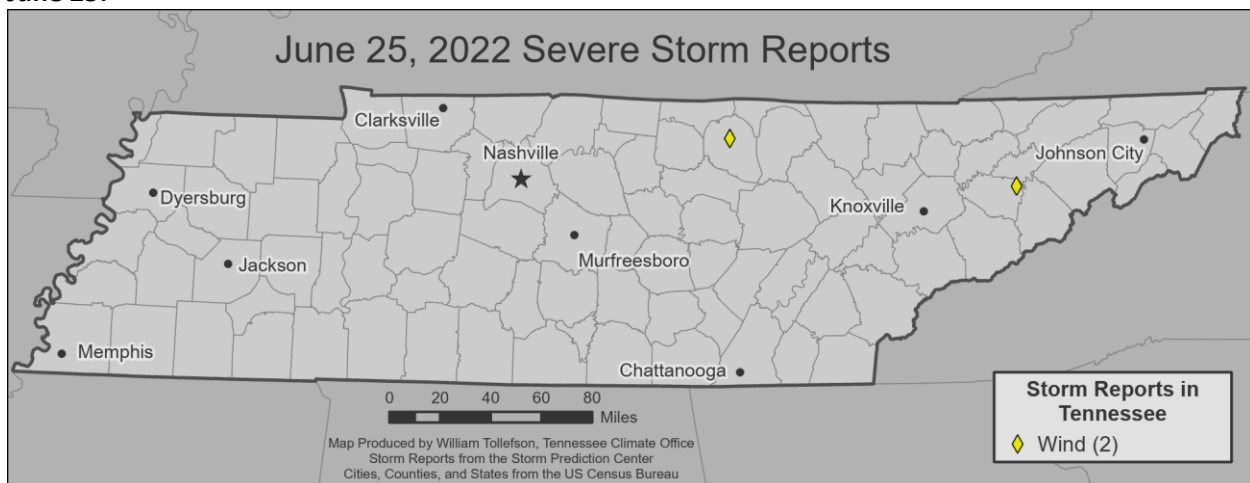 June 25, 2022 Severe Storm Reports
Clarksville
Nashville
Johnson City
Dyersburg
Knoxville
Murfreesboro
Jackson
Memphis
Chattanooga
0 20 40 60 80
Miles
Map Produced by William Tollefson, Tennessee Climate Office
Storm Reports from the Storm Prediction Center
Cities, Counties, and States from the US Census Bureau
Storm Reports in
Tennessee
Wind (2)